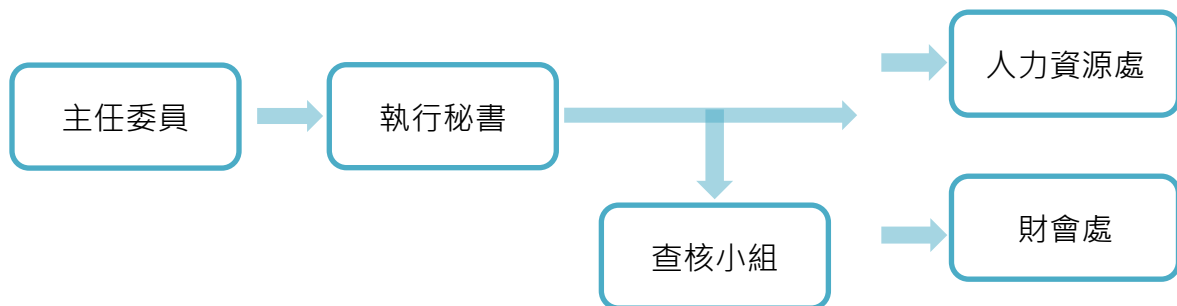 主任委員
執行秘書
查核小組
人力資源處
財會處